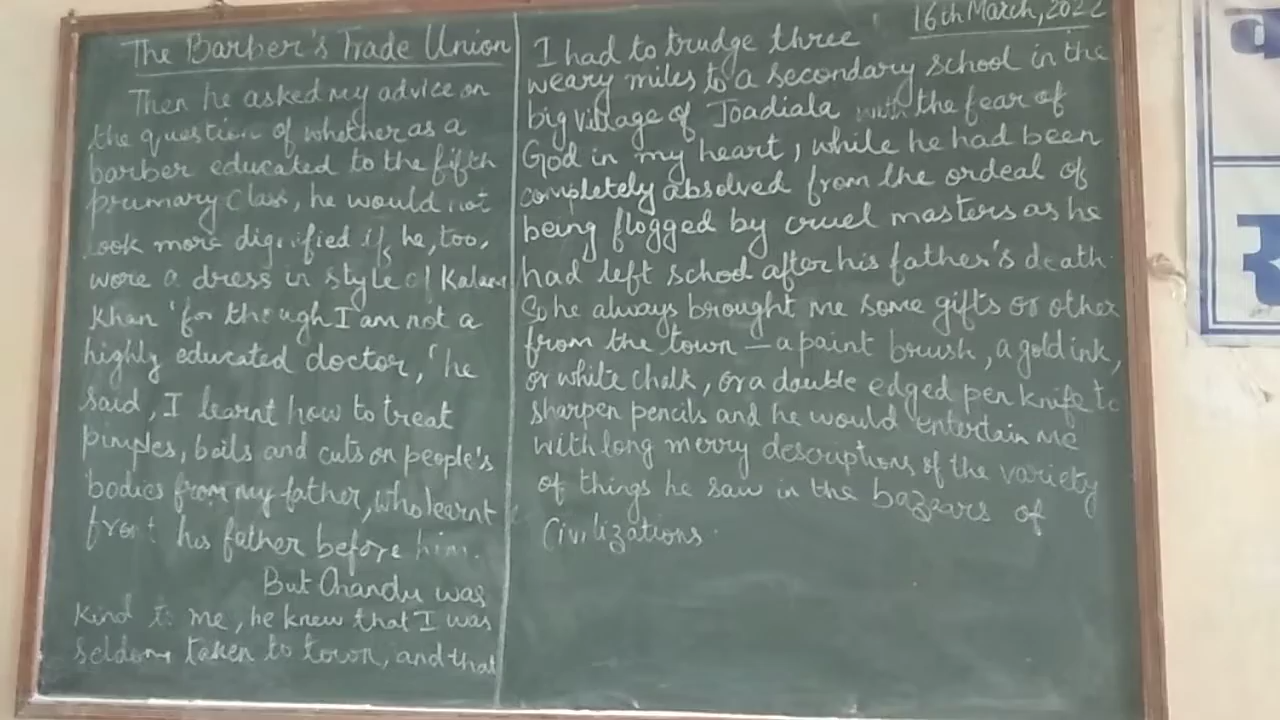 The Barber's Trade Union
Then he asked my advice on
the question of whether as a
barber educated to the fifth
primary Class, he would not
look more dignified if, he, too,
wore a dress in style of Kalan
Khan 'for though I am not a
highly educated doctor, 'he
said, I learnt how to treat
pimples, boils and cuts on people's
bodies from my father, who learnt
from his father before him.
But Chandu was
Kind to me, he knew that I was
seldom taken to town, and that
16th March, 2022
I had to trudge three
weary miles to a secondary school in the
big village of Joadiala with the fear of
God in my heart, while he had been
completely absolved from the ordeal of
being flogged by cruel masters as he
had left school after his father's death.
So he always brought me some gifts or other
from the town – a paint brush, a gold ink,
or white chalk, or a double edged pen knife to
sharpen pencils and he would entertain me
with long merry descriptions of the variety
of things he saw in the bazzars of
Civilizations.